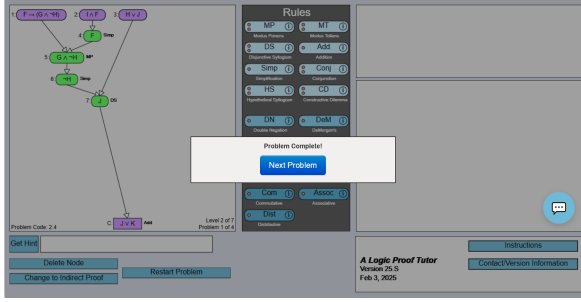 1: F → (G ∧ ¬H)
2: I ∧ F
3: H ∨ J
4: F Simp
5: G ∧ ¬H MP
6: ¬H Simp
7: J DS
C: J ∨ K Add
Problem Code: 2.4
Level 2 of 7
Problem 1 of 4
Rules
MP
Modus Ponens
MT
Modus Tollens
DS
Disjunctive Syllogism
Add
Addition
Simp
Simplification
Conj
Conjunction
HS
Hypothetical Syllogism
CD
Constructive Dilemma
DN
Double Negation
DeM
DeMorgan's
Problem Complete!
Next Problem
Com
Commutative
Assoc
Associative
Dist
Distributive
Get Hint
Delete Node
Change to Indirect Proof
Restart Problem
A Logic Proof Tutor
Version 25.S
Feb 3, 2025
Instructions
Contact/Version Information